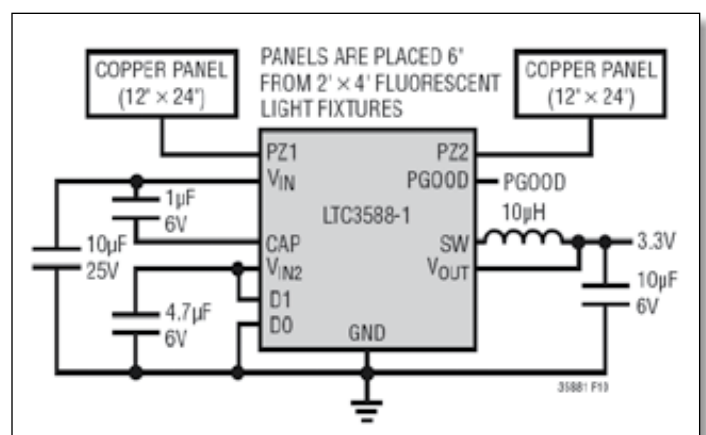 COPPER PANEL
(12" × 24")
PANELS ARE PLACED 6"
FROM 2' × 4' FLUORESCENT
LIGHT FIXTURES
COPPER PANEL
(12" × 24")
PZ1
PZ2
VIN
PGOOD
PGOOD
1µF
6V
LTC3588-1
10µH
CAP
SW
3.3V
10µF
25V
VIN2
VOUT
10µF
6V
D1
4.7µF
6V
D0
GND
35881 F10